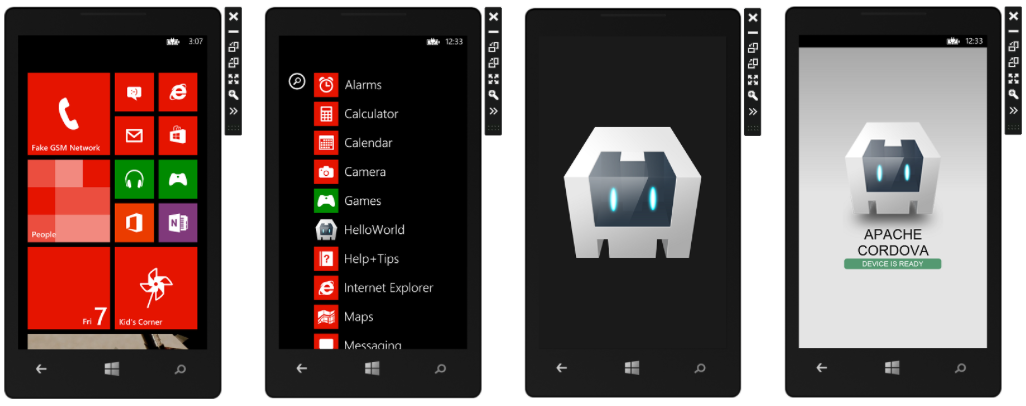 3:07
Fake GSM Network
People
Fri 7
Kid's Corner
12:33
Alarms
Calculator
Calendar
Camera
Games
HelloWorld
Help+Tips
Internet Explorer
Maps
Messaging
12:33
APACHE
CORDOVA
DEVICE IS READY